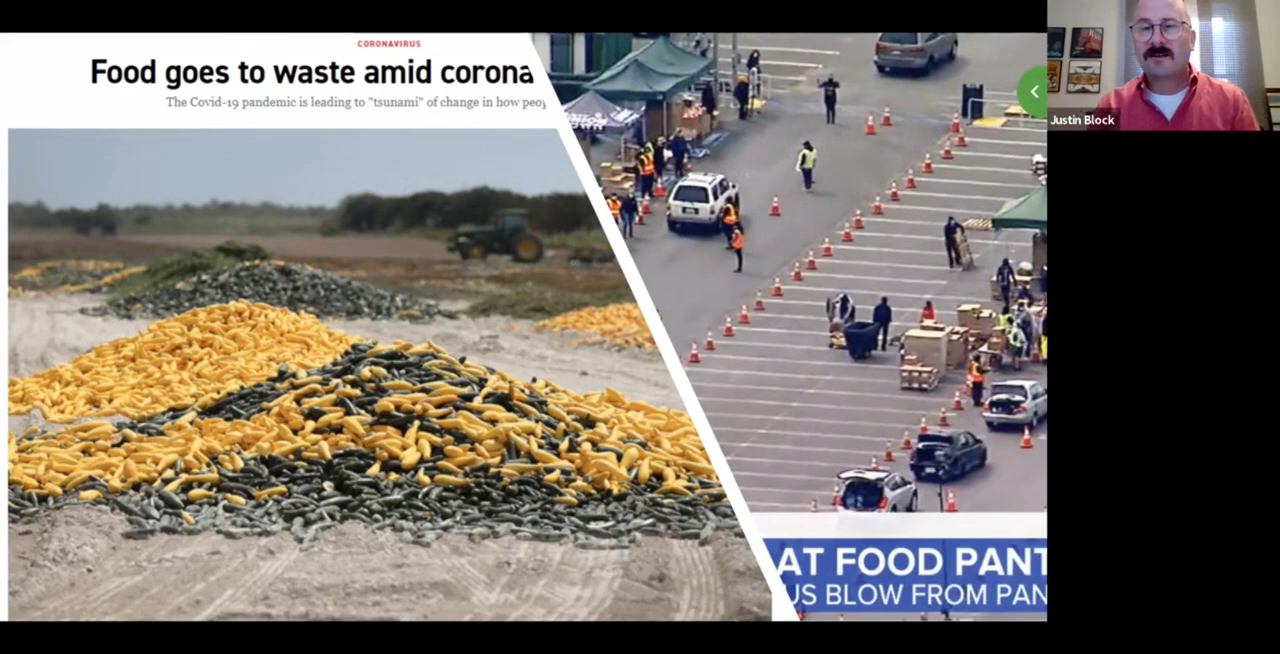 CORONAVIRUS
Food goes to waste amid corona
The Covid-19 pandemic is leading to "tsunami" of change in how peop
AT FOOD PANT
US BLOW FROM PAN
Justin Block